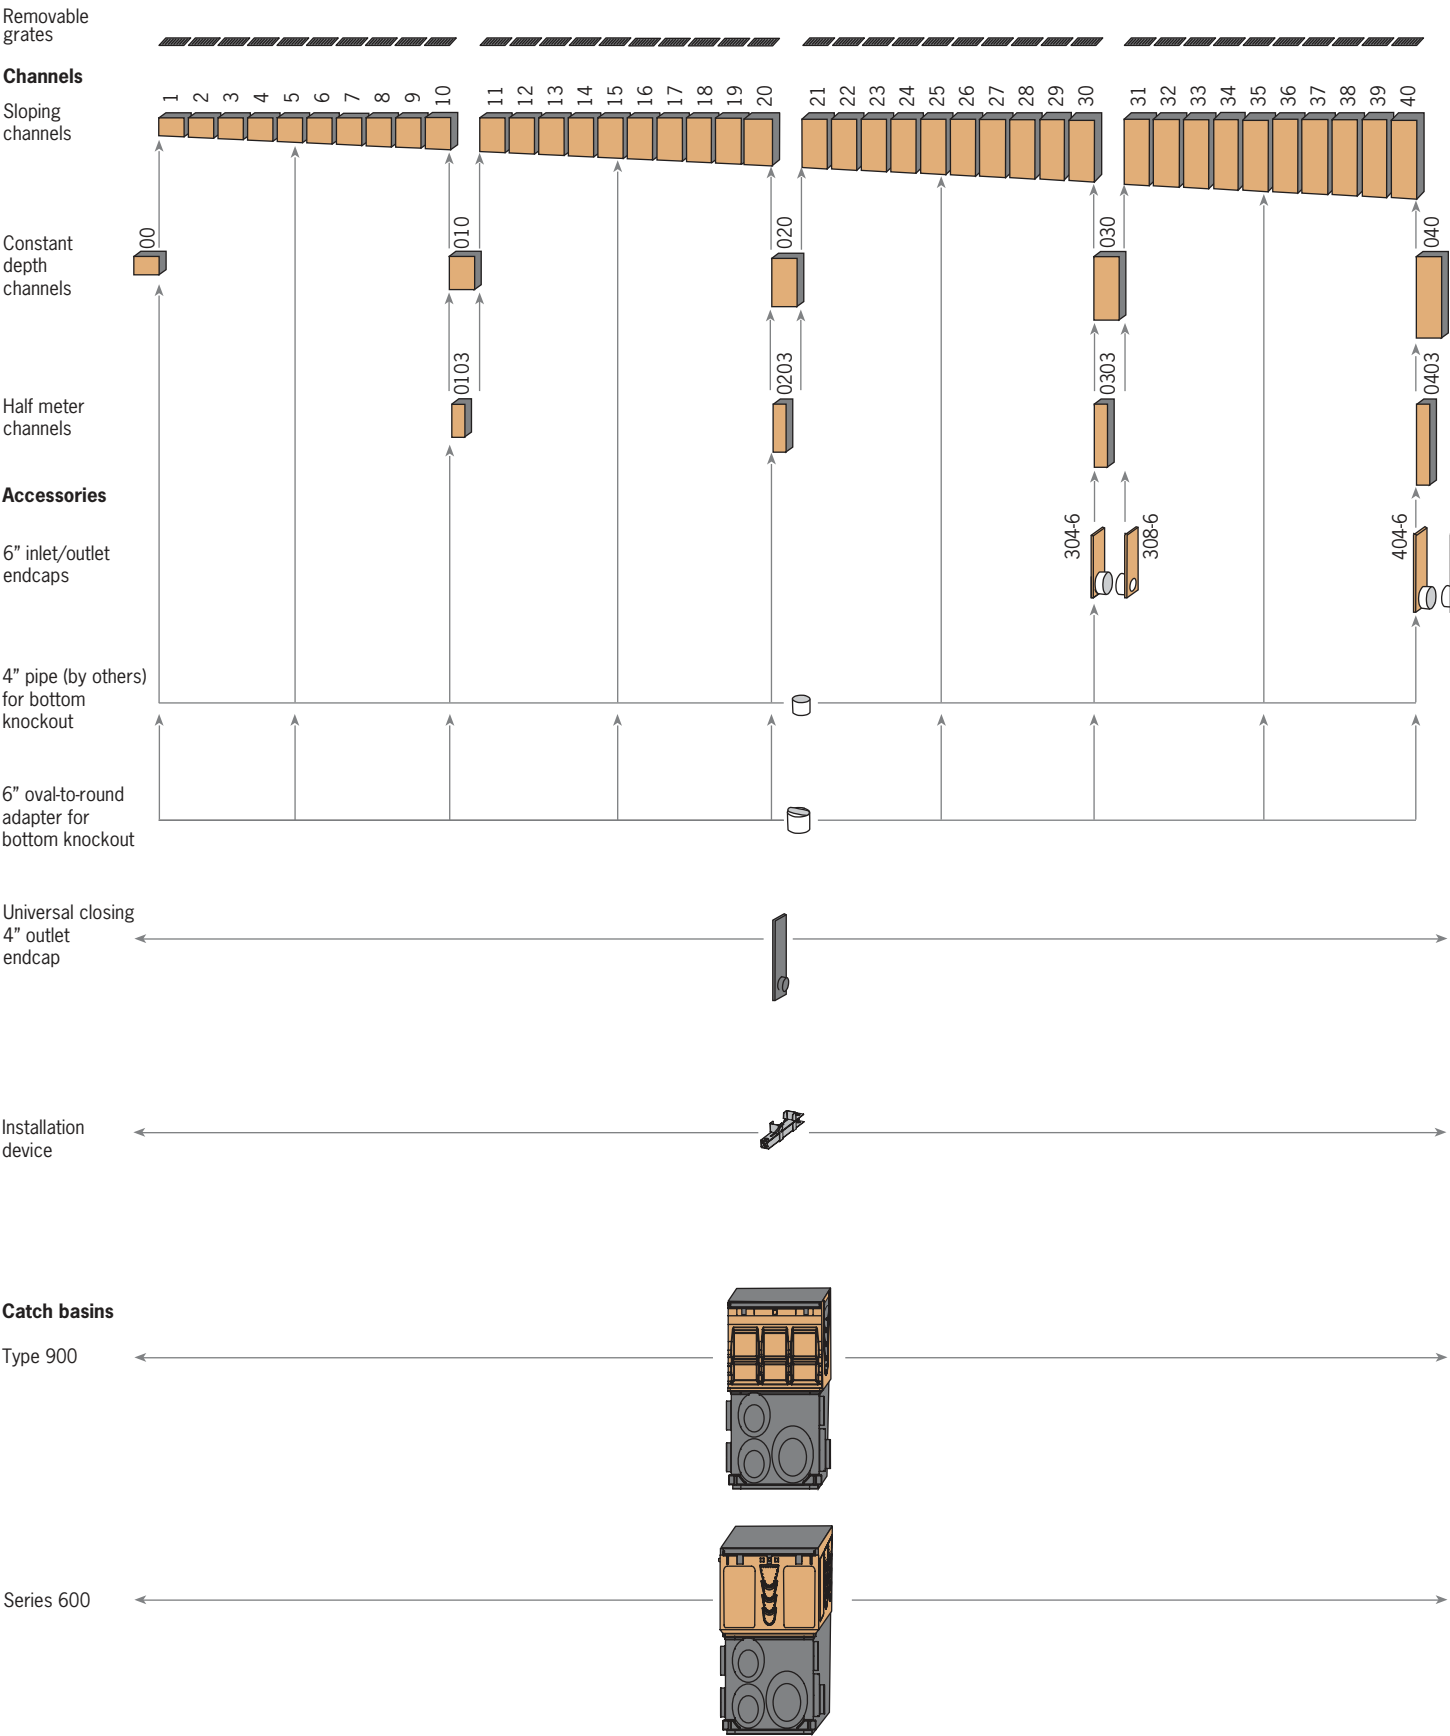 Removable
grates
Channels
Sloping
channels
1 2 3 4 5 6 7 8 9 10 11 12 13 14 15 16 17 18 19 20 21 22 23 24 25 26 27 28 29 30 31 32 33 34 35 36 37 38 39 40
Constant
depth
channels
00 010 020 030 040
Half meter
channels
0103 0203 0303 0403
Accessories
6” inlet/outlet
endcaps
304-6 308-6 404-6
4” pipe (by others)
for bottom
knockout
6” oval-to-round
adapter for
bottom knockout
Universal closing
4” outlet
endcap
Installation
device
Catch basins
Type 900
Series 600